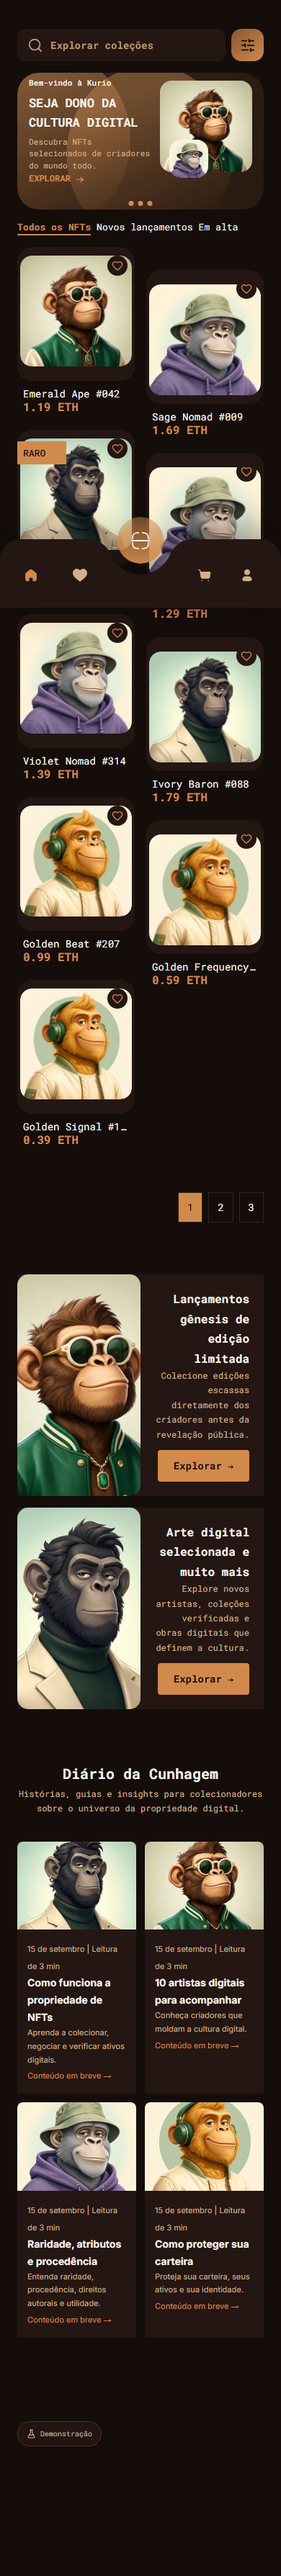 Explorar coleções
Bem-vindo à Kurio
SEJA DONO DA
CULTURA DIGITAL
Descubra NFTs
selecionados de criadores
do mundo todo.
EXPLORAR →
Todos os NFTs Novos lançamentos Em alta
Emerald Ape #042
1.19 ETH
Sage Nomad #009
1.69 ETH
RARO
1.29 ETH
Violet Nomad #314
1.39 ETH
Ivory Baron #088
1.79 ETH
Golden Beat #207
0.99 ETH
Golden Frequency…
0.59 ETH
Golden Signal #1…
0.39 ETH
1 2 3
Lançamentos
gênesis de
edição
limitada
Colecione edições
escassas
diretamente dos
criadores antes da
revelação pública.
Explorar →
Arte digital
selecionada e
muito mais
Explore novos
artistas, coleções
verificadas e
obras digitais que
definem a cultura.
Explorar →
Diário da Cunhagem
Histórias, guias e insights para colecionadores
sobre o universo da propriedade digital.
15 de setembro | Leitura
de 3 min
Como funciona a
propriedade de
NFTs
Aprenda a colecionar,
negociar e verificar ativos
digitais.
Conteúdo em breve →
15 de setembro | Leitura
de 3 min
10 artistas digitais
para acompanhar
Conheça criadores que
moldam a cultura digital.
Conteúdo em breve →
15 de setembro | Leitura
de 3 min
Raridade, atributos
e procedência
Entenda raridade,
procedência, direitos
autorais e utilidade.
Conteúdo em breve →
15 de setembro | Leitura
de 3 min
Como proteger sua
carteira
Proteja sua carteira, seus
ativos e sua identidade.
Conteúdo em breve →
Demonstração